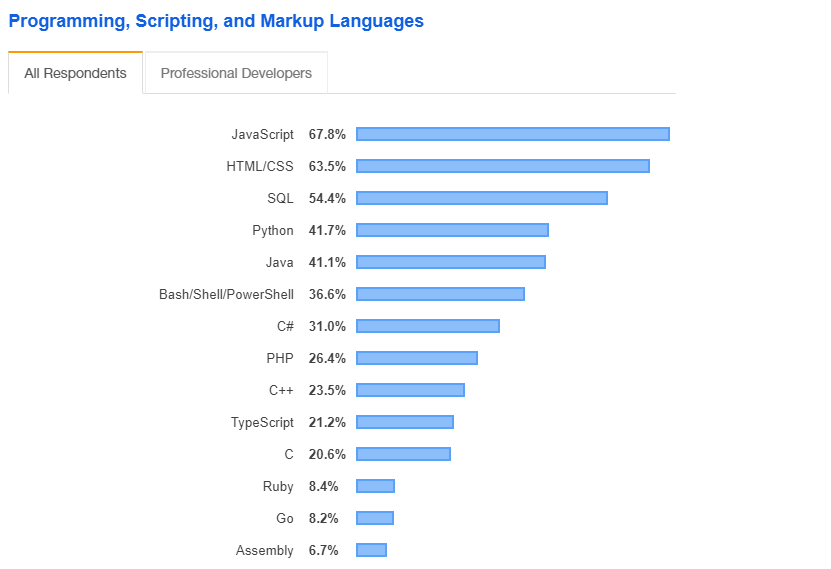 Programming, Scripting, and Markup Languages
All Respondents Professional Developers
JavaScript 67.8%
HTML/CSS 63.5%
SQL 54.4%
Python 41.7%
Java 41.1%
Bash/Shell/PowerShell 36.6%
C# 31.0%
PHP 26.4%
C++ 23.5%
TypeScript 21.2%
C 20.6%
Ruby 8.4%
Go 8.2%
Assembly 6.7%